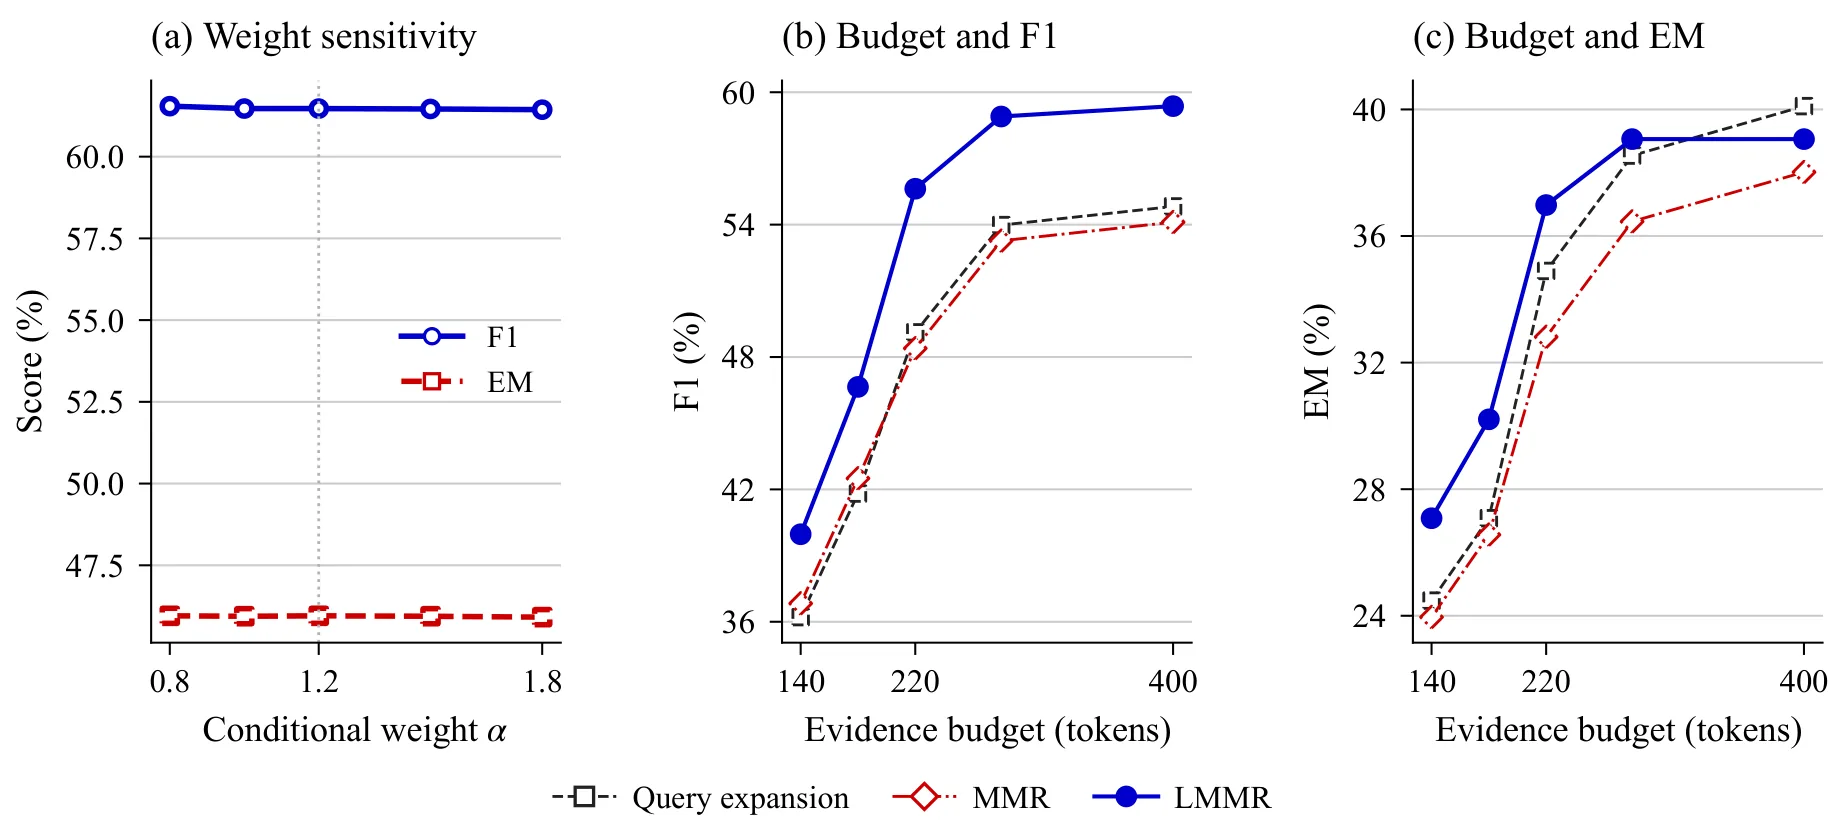 (a) Weight sensitivity
Score (%)
60.0
57.5
55.0
52.5
50.0
47.5
F1
EM
0.8 1.2 1.8
Conditional weight α
(b) Budget and F1
F1 (%)
60
54
48
42
36
140 220 400
Evidence budget (tokens)
(c) Budget and EM
EM (%)
40
36
32
28
24
140 220 400
Evidence budget (tokens)
Query expansion MMR LMMR